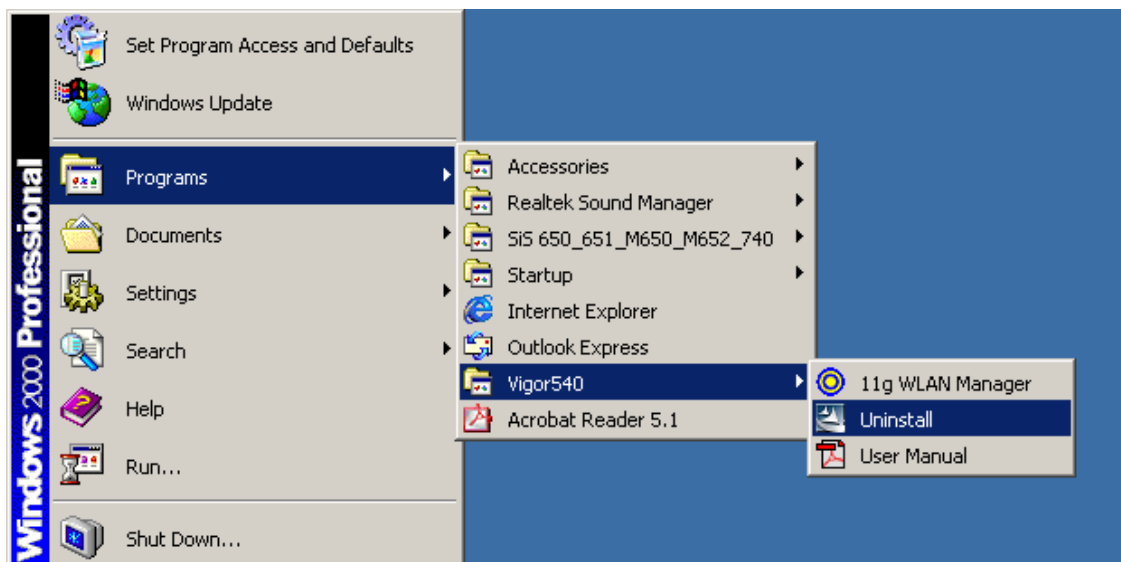 Windows 2000 Professional
Set Program Access and Defaults
Windows Update
Programs
Documents
Settings
Search
Help
Run...
Shut Down...
Accessories
Realtek Sound Manager
SiS 650_651_M650_M652_740
Startup
Internet Explorer
Outlook Express
Vigor540
Acrobat Reader 5.1
11g WLAN Manager
Uninstall
User Manual